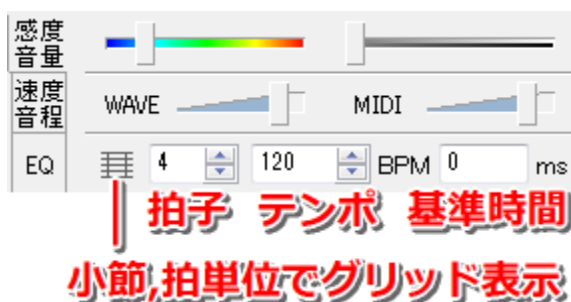 感度
音量
速度
音程
WAVE MIDI
EQ 4 120 BPM 0 ms
拍子 テンポ 基準時間
小節,拍単位でグリッド表示